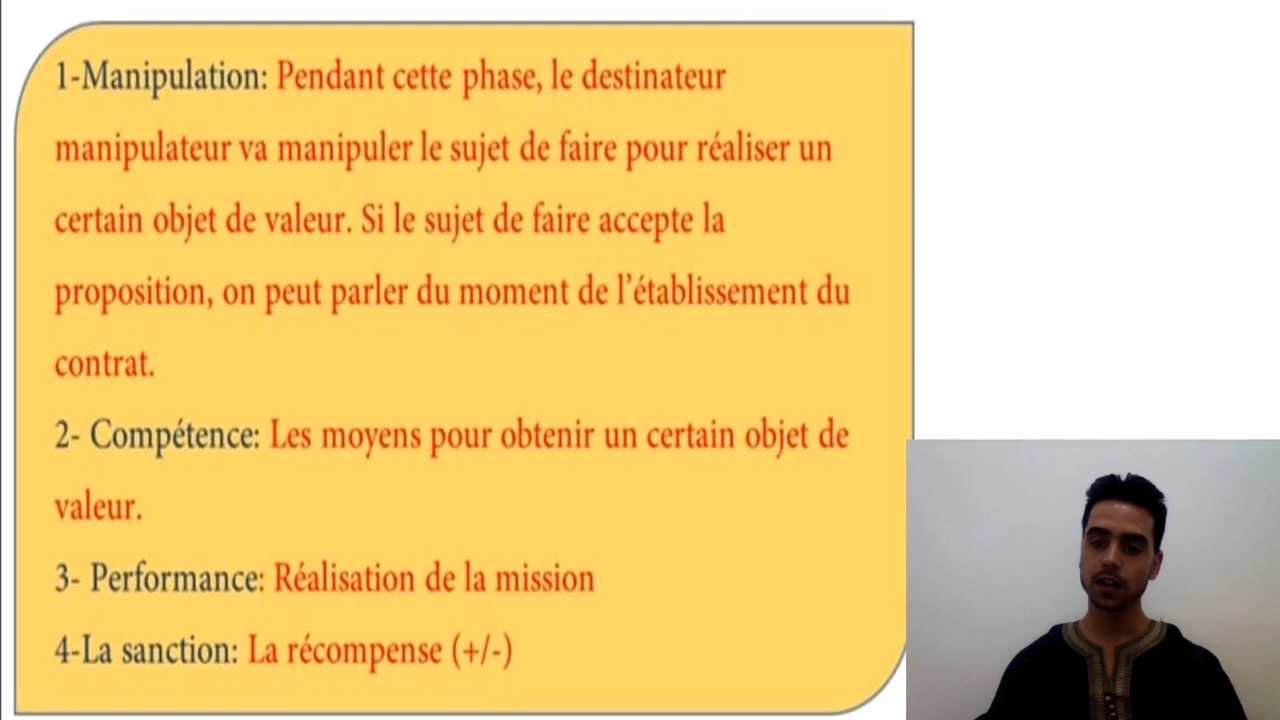 1-Manipulation: Pendant cette phase, le destinateur
manipulateur va manipuler le sujet de faire pour réaliser un
certain objet de valeur. Si le sujet de faire accepte la
proposition, on peut parler du moment de l'établissement du
contrat.
2- Compétence: Les moyens pour obtenir un certain objet de
valeur.
3- Performance: Réalisation de la mission
4-La sanction: La récompense (+/-)